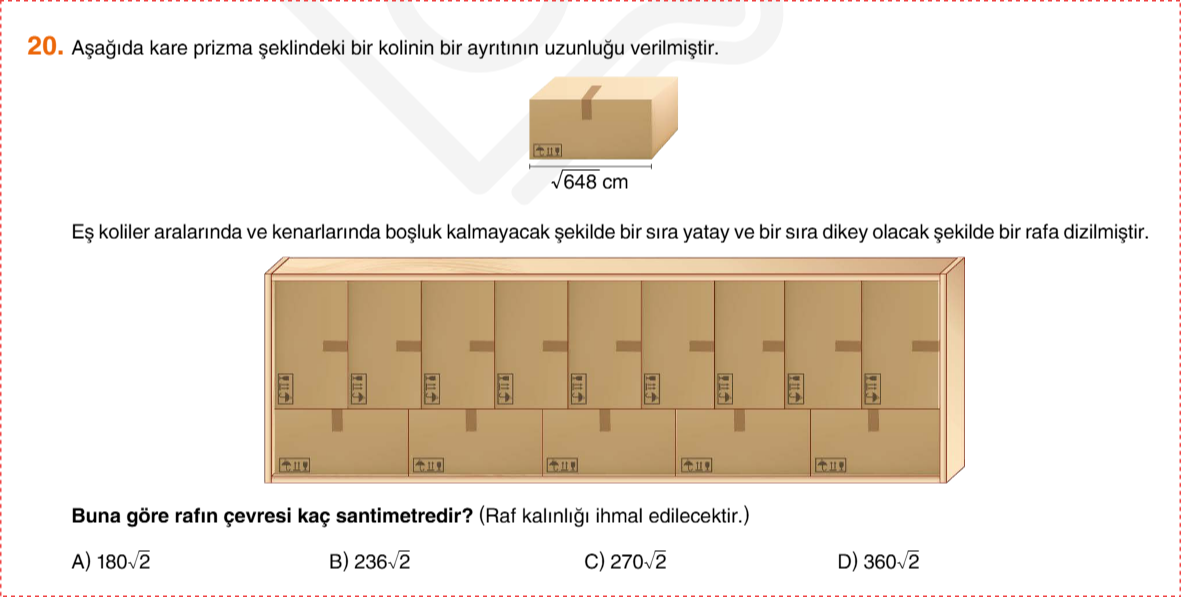 20. Aşağıda kare prizma şeklindeki bir kolinin bir ayrıtının uzunluğu verilmiştir.
√648 cm
Eş koliler aralarında ve kenarlarında boşluk kalmayacak şekilde bir sıra yatay ve bir sıra dikey olacak şekilde bir rafa dizilmiştir.
Buna göre rafın çevresi kaç santimetredir? (Raf kalınlığı ihmal edilecektir.)
A) 180√2 B) 236√2 C) 270√2 D) 360√2